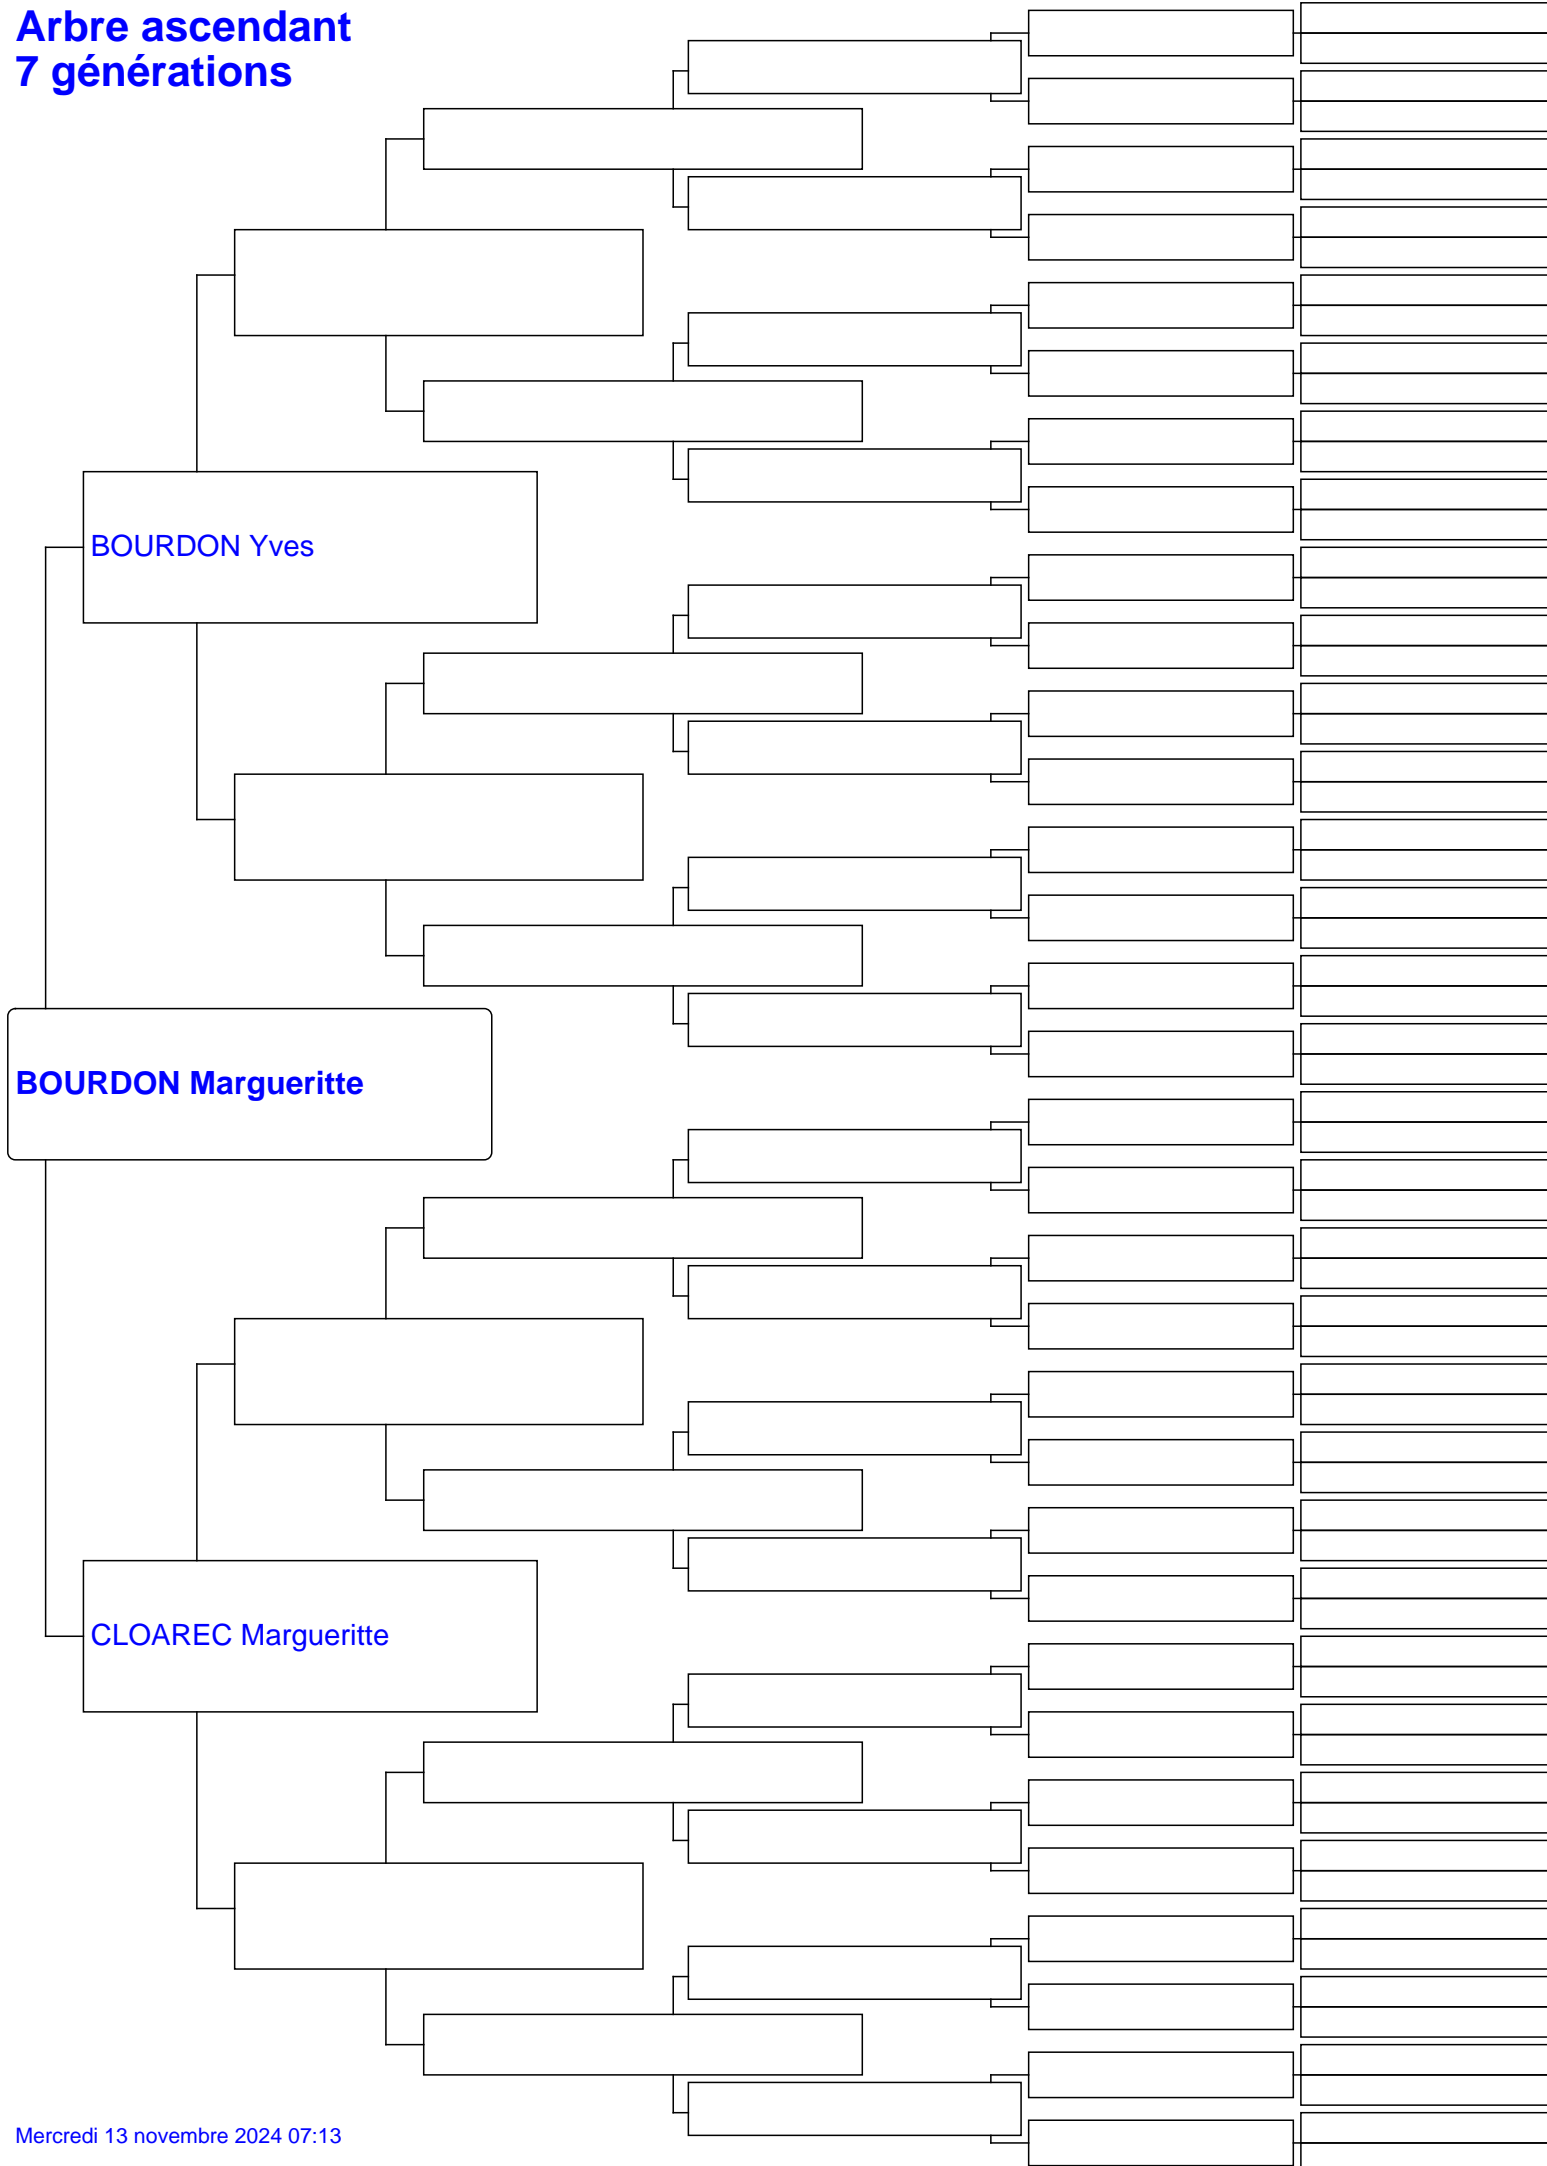 Arbre ascendant
7 générations
BOURDON Yves
BOURDON Margueritte
CLOAREC Margueritte
Mercredi 13 novembre 2024 07:13